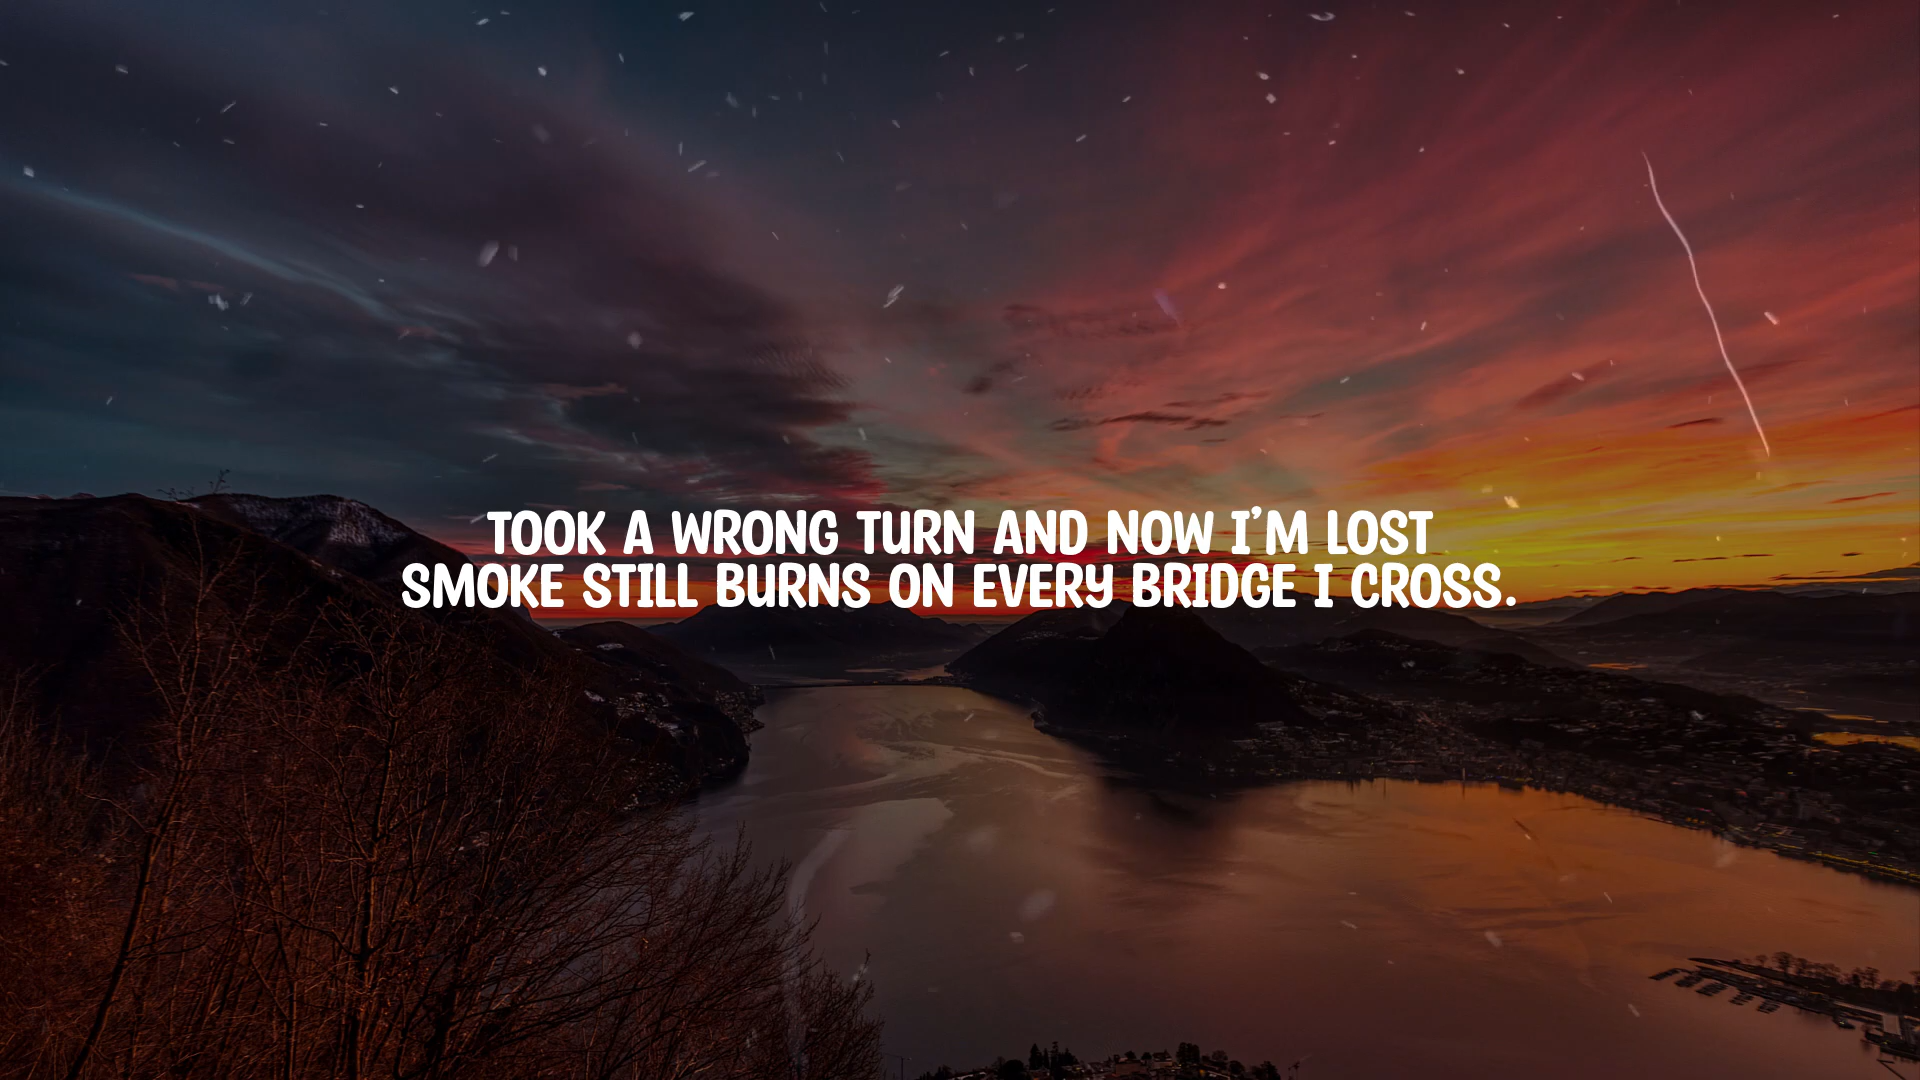 TOOK A WRONG TURN AND NOW I'M LOST
SMOKE STILL BURNS ON EVERY BRIDGE I CROSS.